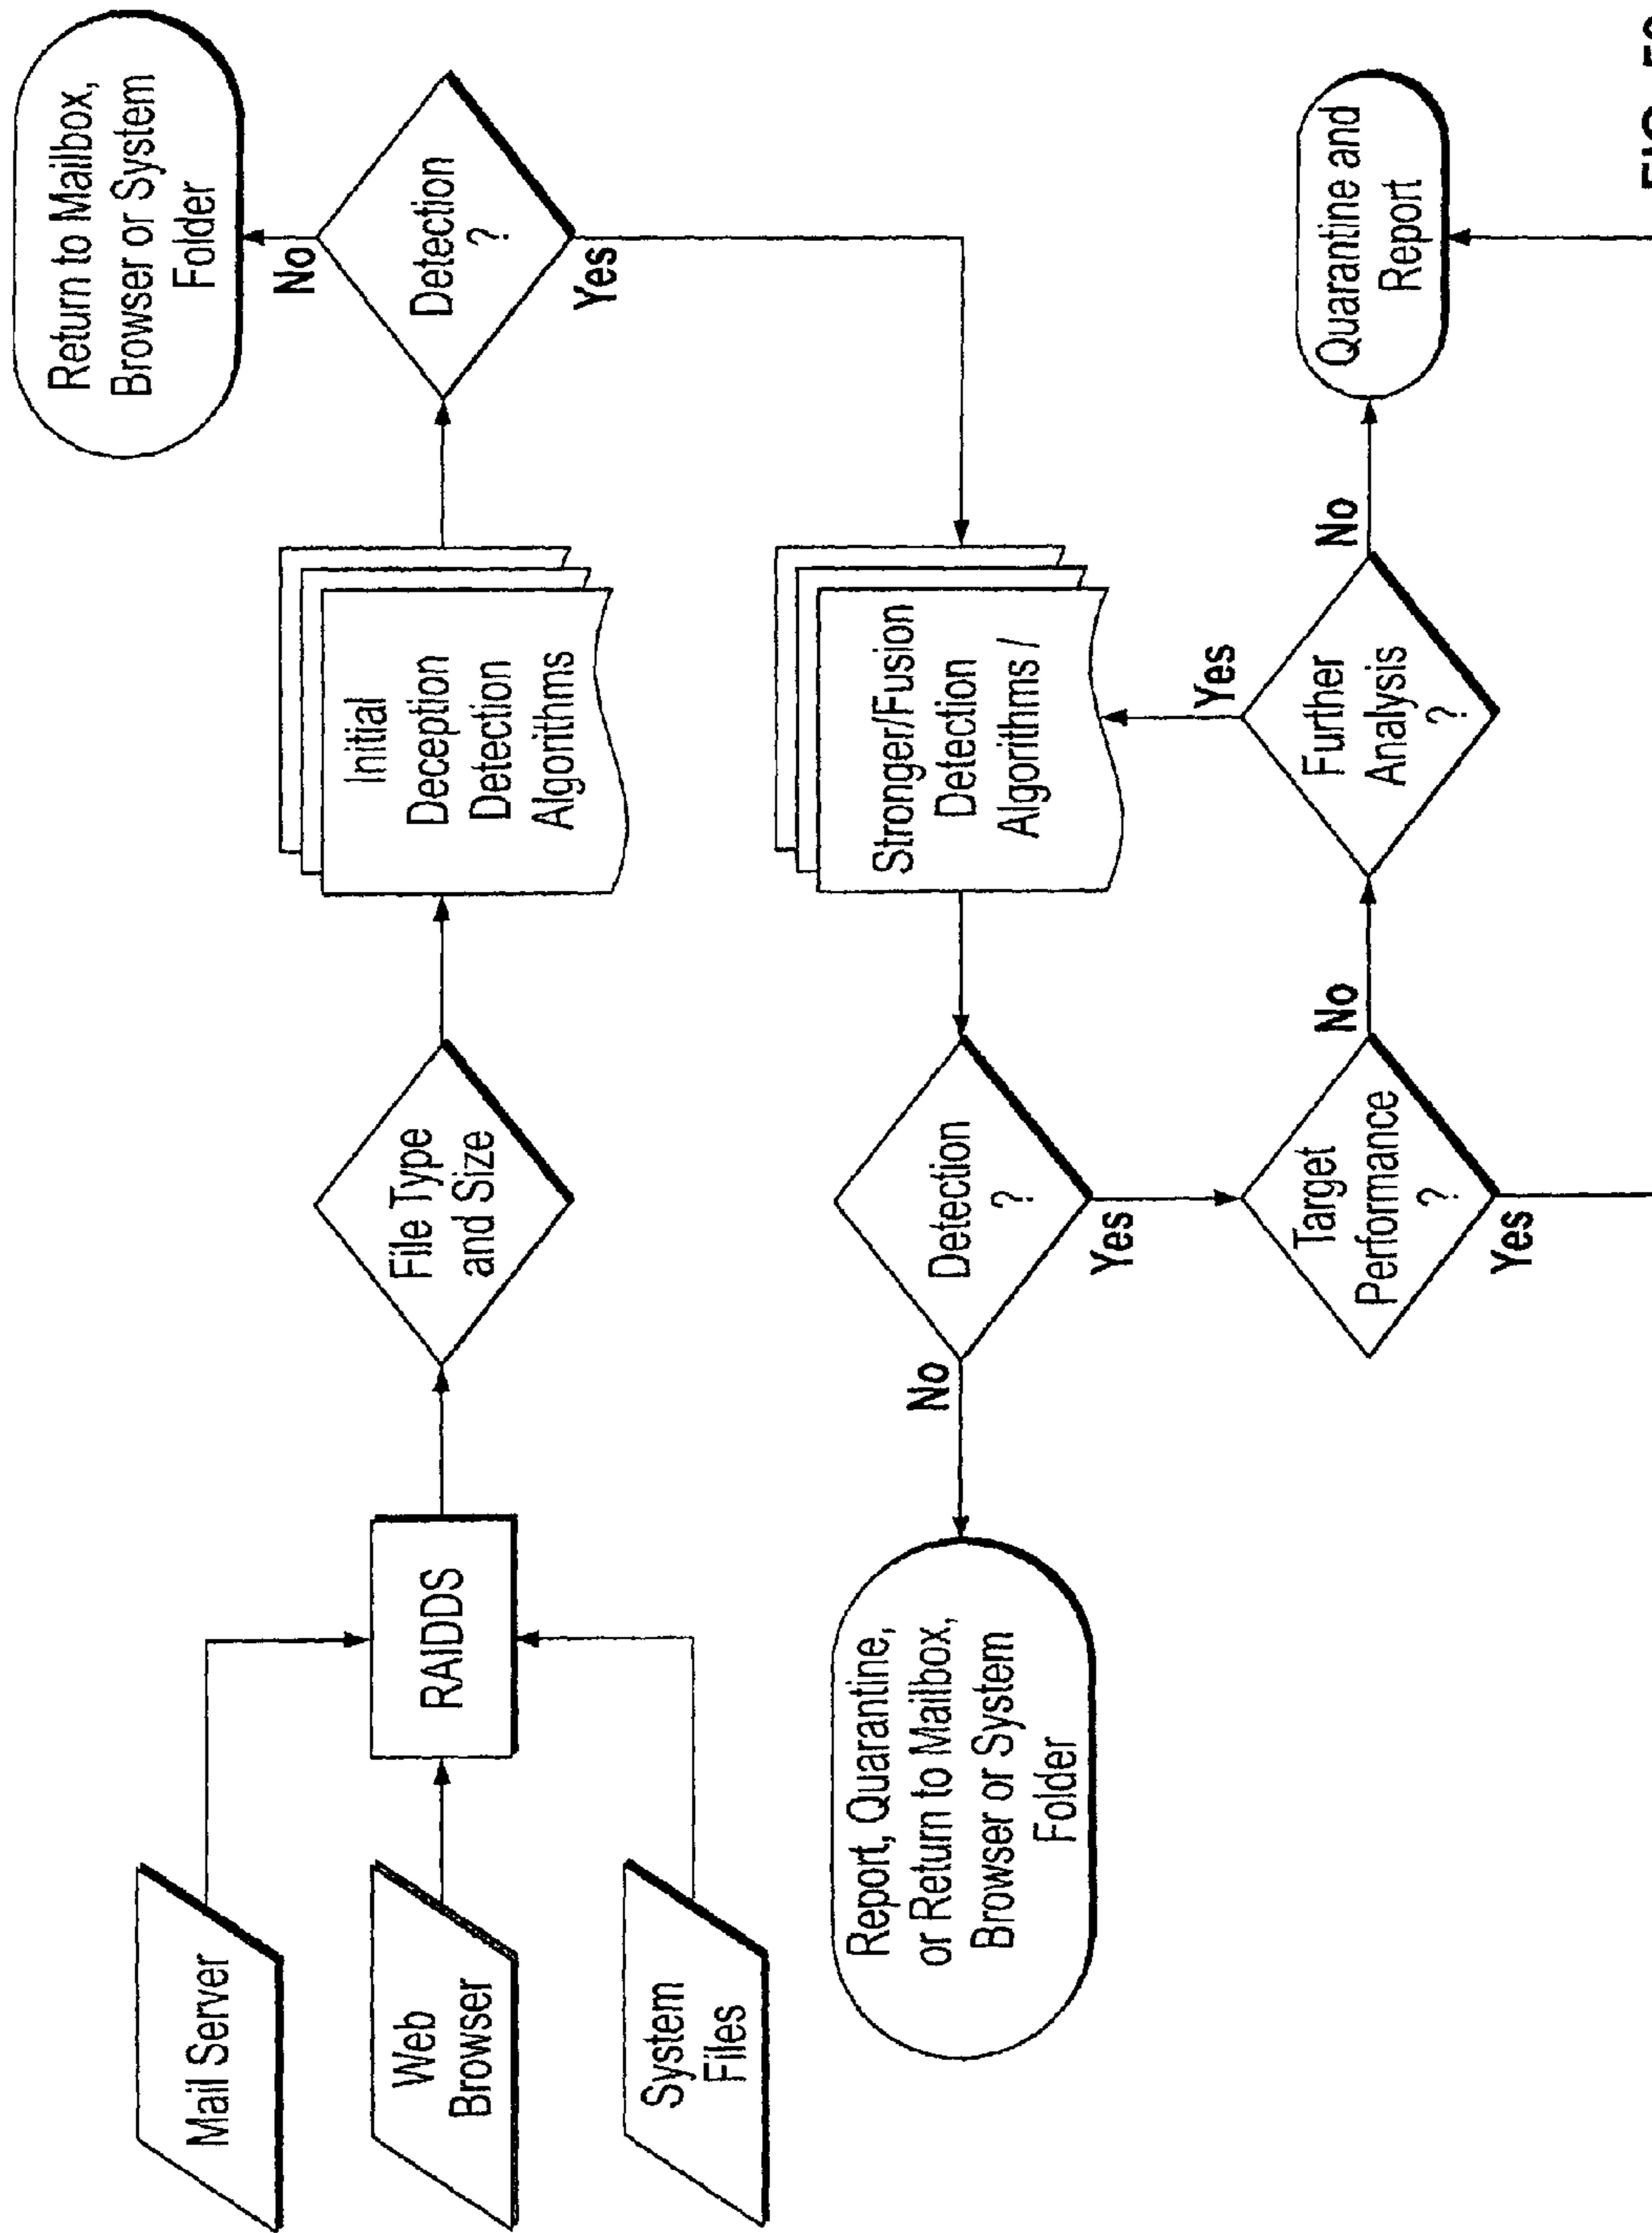 Mail Server
Web
Browser
System
Files
RAIDDS
File Type
and Size
Initial
Deception
Detection
Algorithms
Detection
?
No
Yes
Return to Mailbox,
Browser or System
Folder
Stronger/Fusion
Detection
Algorithms /
Detection
?
No
Yes
Report, Quarantine,
or Return to Mailbox,
Browser or System
Folder
Target
Performance
?
No
Yes
Further
Analysis
?
Yes
No
Quarantine and
Report